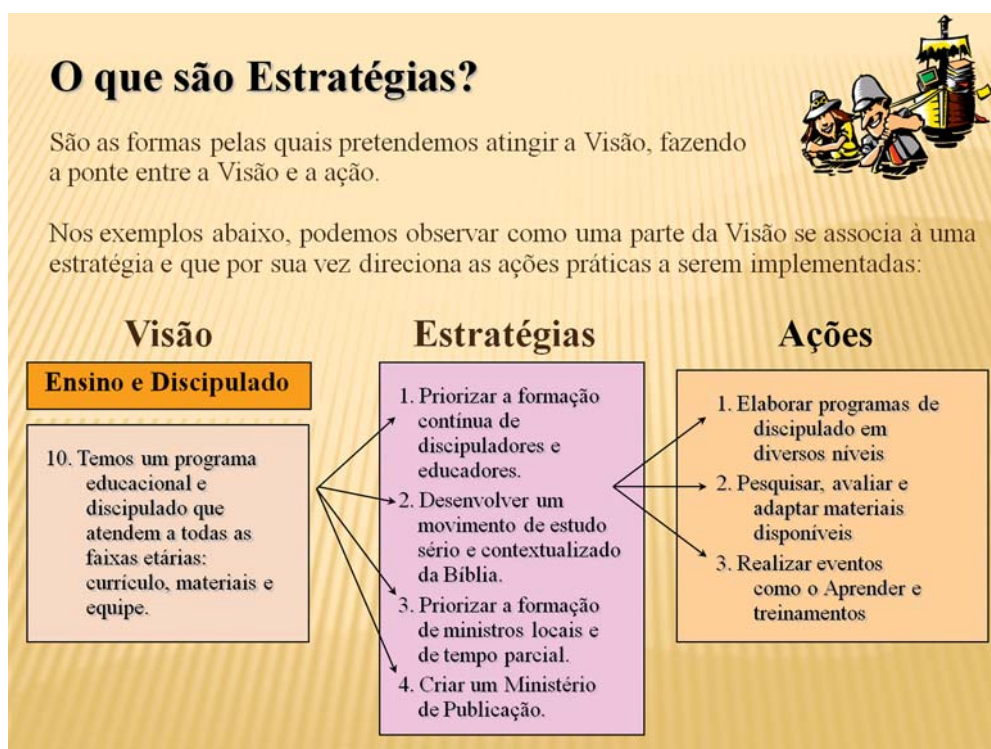 O que são Estratégias?
São as formas pelas quais pretendemos atingir a Visão, fazendo
a ponte entre a Visão e a ação.
Nos exemplos abaixo, podemos observar como uma parte da Visão se associa à uma
estratégia e que por sua vez direciona as ações práticas a serem implementadas:
Visão
Ensino e Discipulado
10. Temos um programa
educacional e
discipulado que
atendem a todas as
faixas etárias:
currículo, materiais e
equipe.
Estratégias
1. Priorizar a formação
contínua de
discipuladores e
educadores.
2. Desenvolver um
movimento de estudo
sério e contextualizado
da Bíblia.
3. Priorizar a formação
de ministros locais e
de tempo parcial.
4. Criar um Ministério
de Publicação.
Ações
1. Elaborar programas de
discipulado em
diversos níveis
2. Pesquisar, avaliar e
adaptar materiais
disponíveis
3. Realizar eventos
como o Aprender e
treinamentos